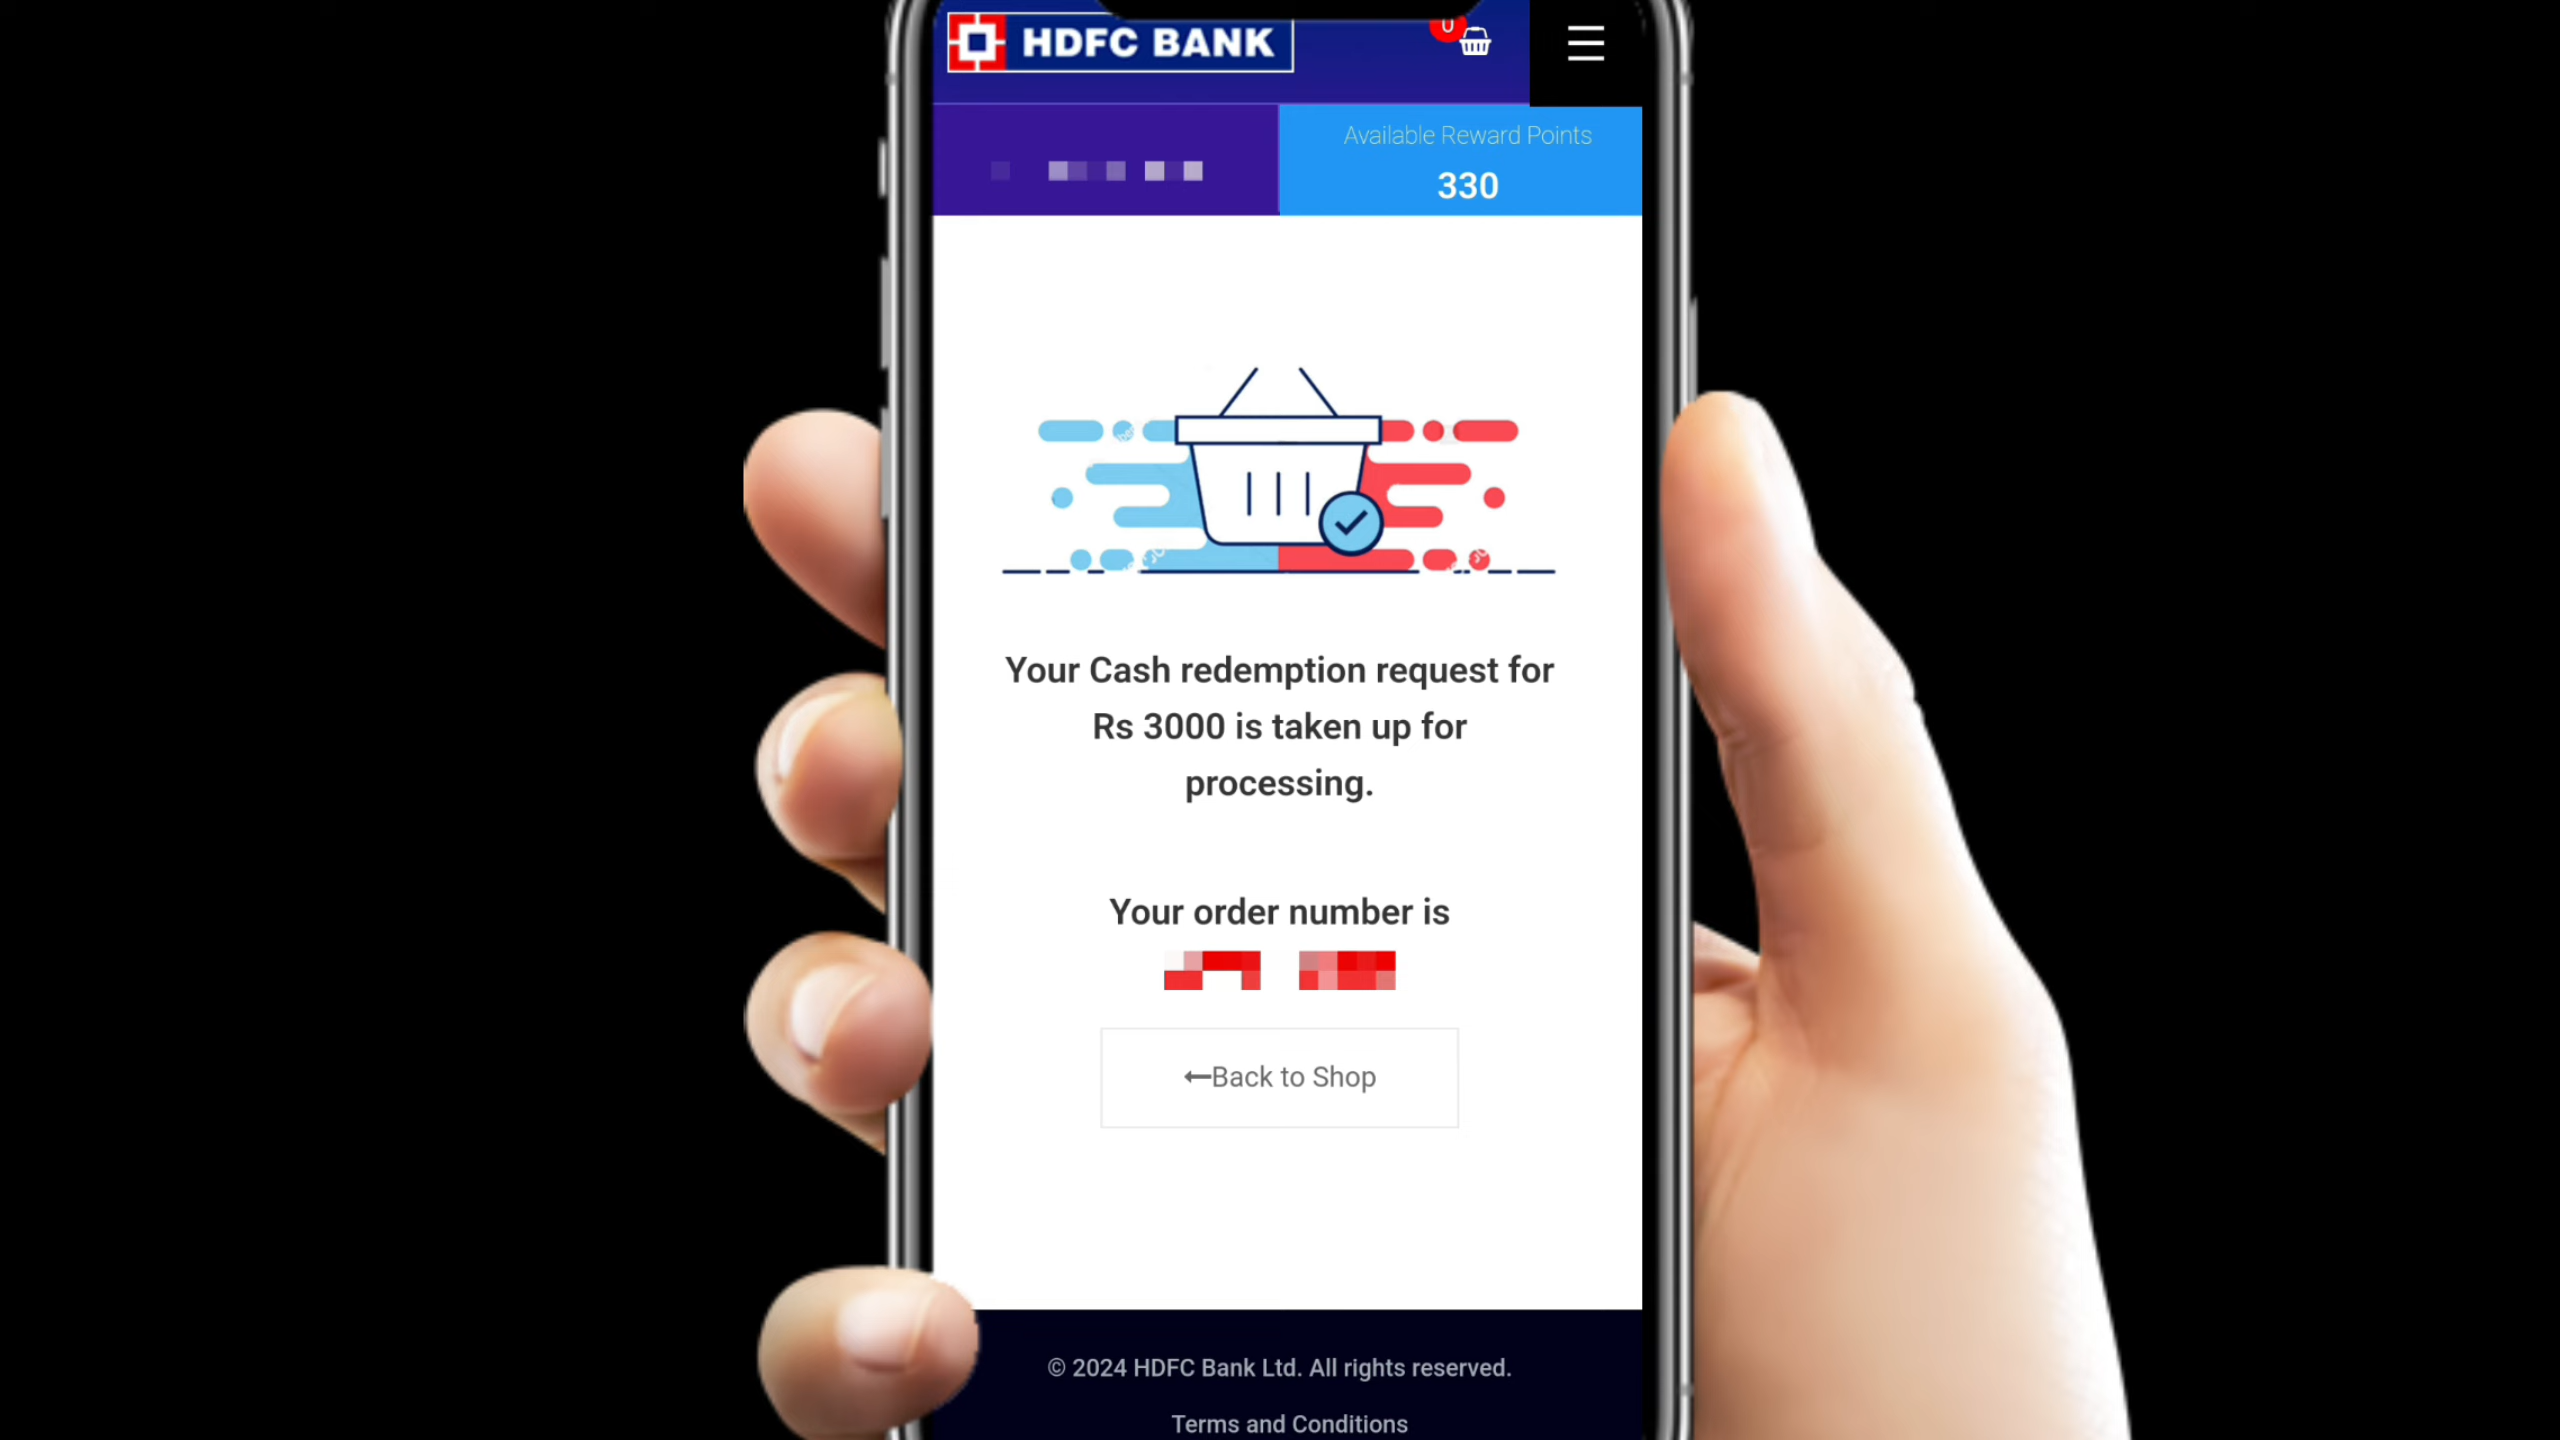 HDFC BANK
Available Reward Points
330
Your Cash redemption request for
Rs 3000 is taken up for
processing.
Your order number is
←Back to Shop
© 2024 HDFC Bank Ltd. All rights reserved.
Terms and Conditions